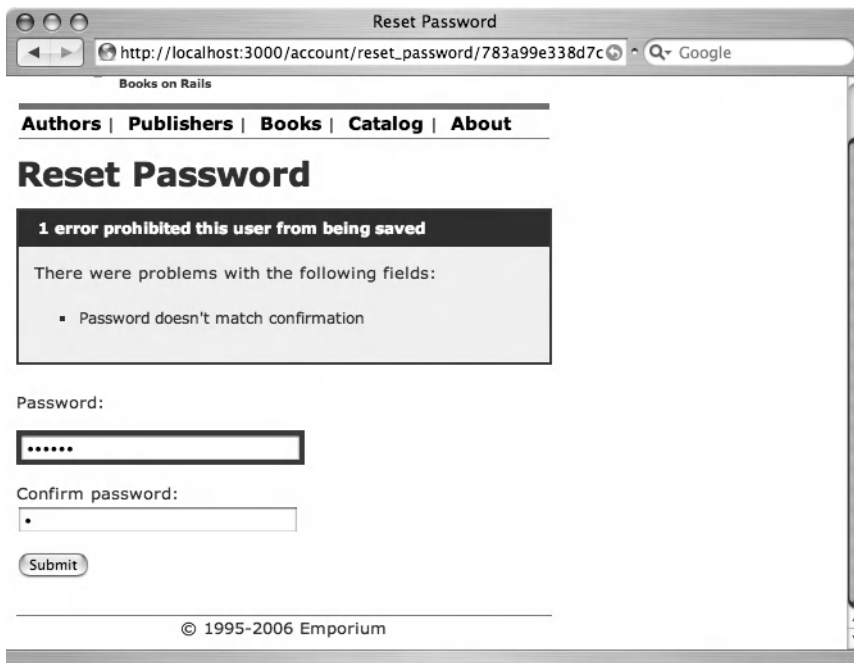 Reset Password
http://localhost:3000/account/reset_password/783a99e338d7c
Google
Books on Rails
Authors | Publishers | Books | Catalog | About
Reset Password
1 error prohibited this user from being saved
There were problems with the following fields:
Password doesn't match confirmation
Password:
••••••
Confirm password:
•
Submit
© 1995-2006 Emporium